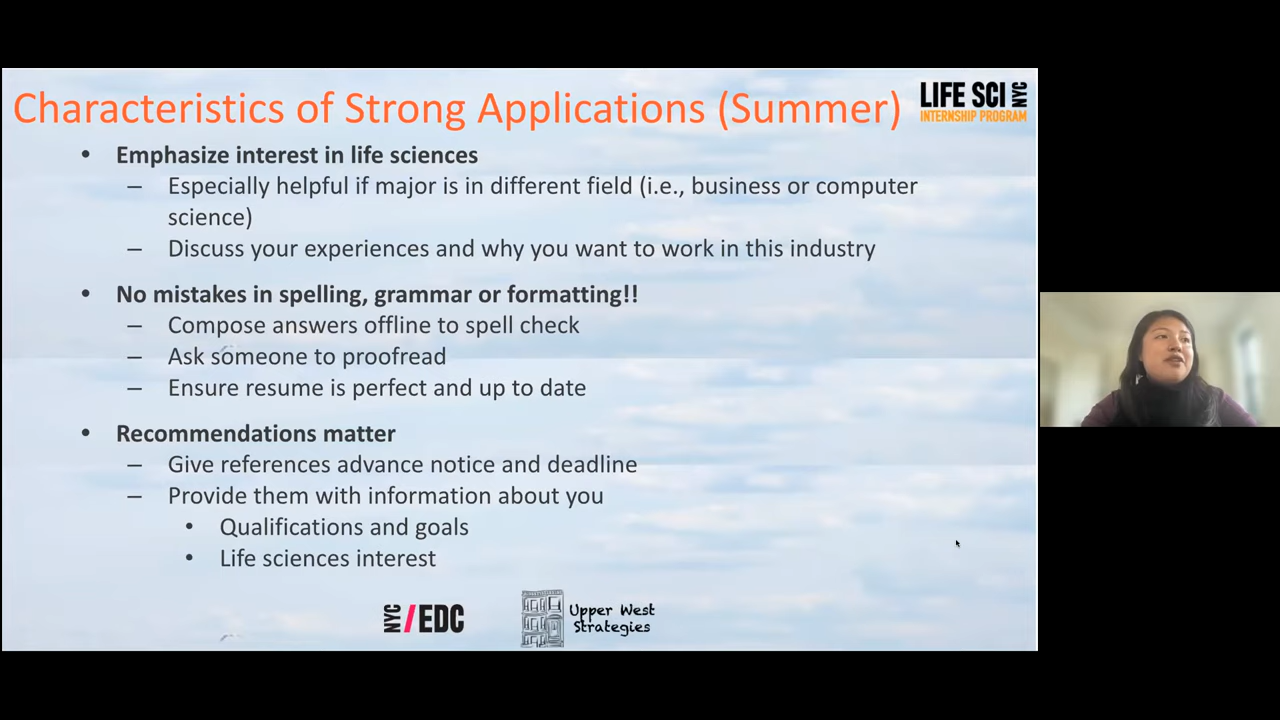 Characteristics of Strong Applications (Summer)
LIFE SCI NYC
INTERNSHIP PROGRAM
• Emphasize interest in life sciences
– Especially helpful if major is in different field (i.e., business or computer
science)
– Discuss your experiences and why you want to work in this industry
• No mistakes in spelling, grammar or formatting!!
– Compose answers offline to spell check
– Ask someone to proofread
– Ensure resume is perfect and up to date
• Recommendations matter
– Give references advance notice and deadline
– Provide them with information about you
• Qualifications and goals
• Life sciences interest
NYC / EDC
Upper West
Strategies